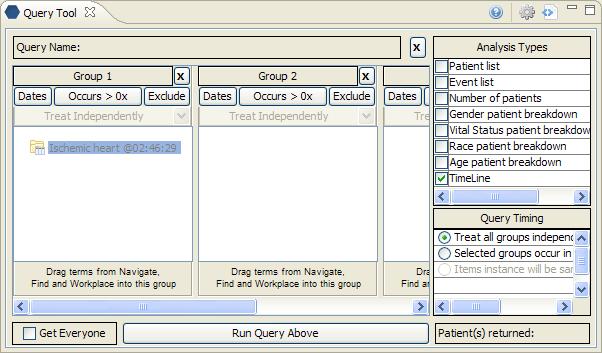 Query Tool
Query Name:
x
Group 1 x
Dates Occurs > 0x Exclude
Treat Independently
Ischemic heart @02:46:29
Drag terms from Navigate,
Find and Workplace into this group
Group 2 x
Dates Occurs > 0x Exclude
Treat Independently
Drag terms from Navigate,
Find and Workplace into this group
Dates
Get Everyone
Run Query Above
Analysis Types
Patient list
Event list
Number of patients
Gender patient breakdown
Vital Status patient breakdow
Race patient breakdown
Age patient breakdown
TimeLine
Query Timing
Treat all groups indepen
Selected groups occur in
Items instance will be sa
Patient(s) returned: